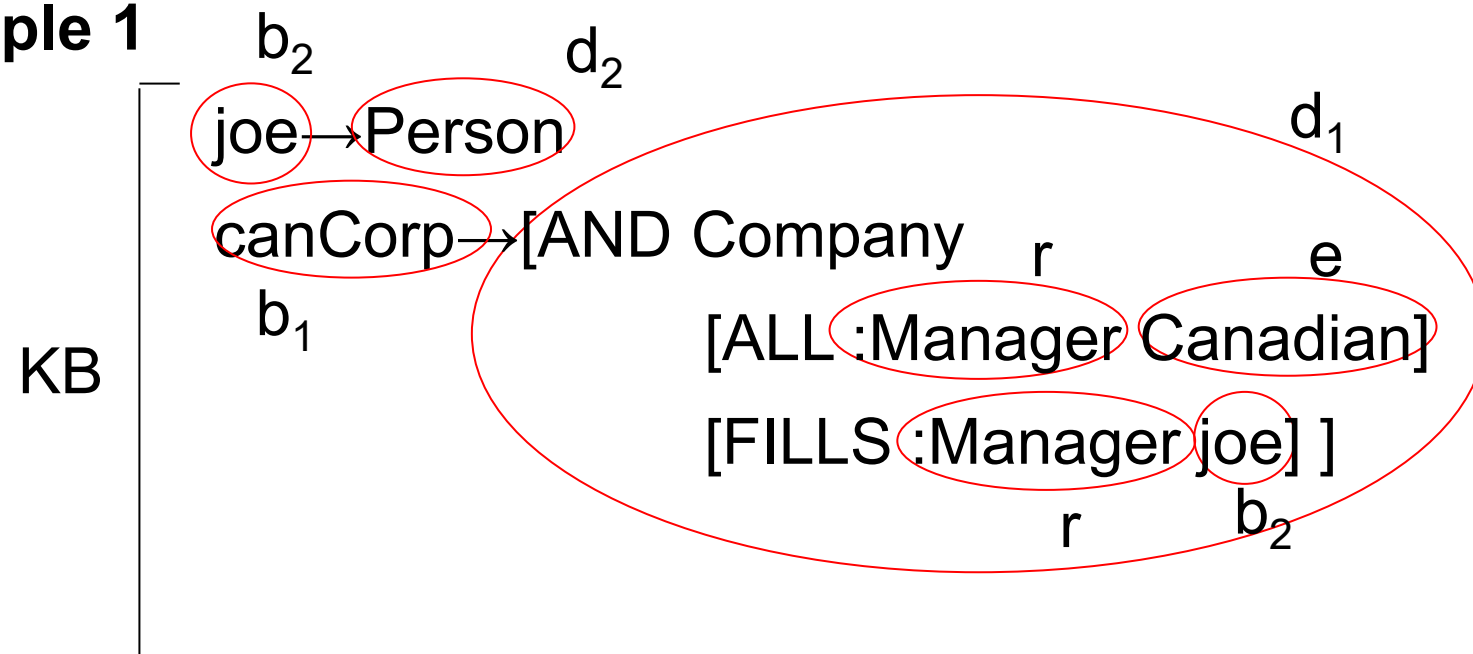 ple 1
b₂
d₂
joe→Person
d₁
canCorp→[AND Company
r
e
b₁
[ALL :Manager Canadian]
KB
[FILLS :Manager joe] ]
r
b₂